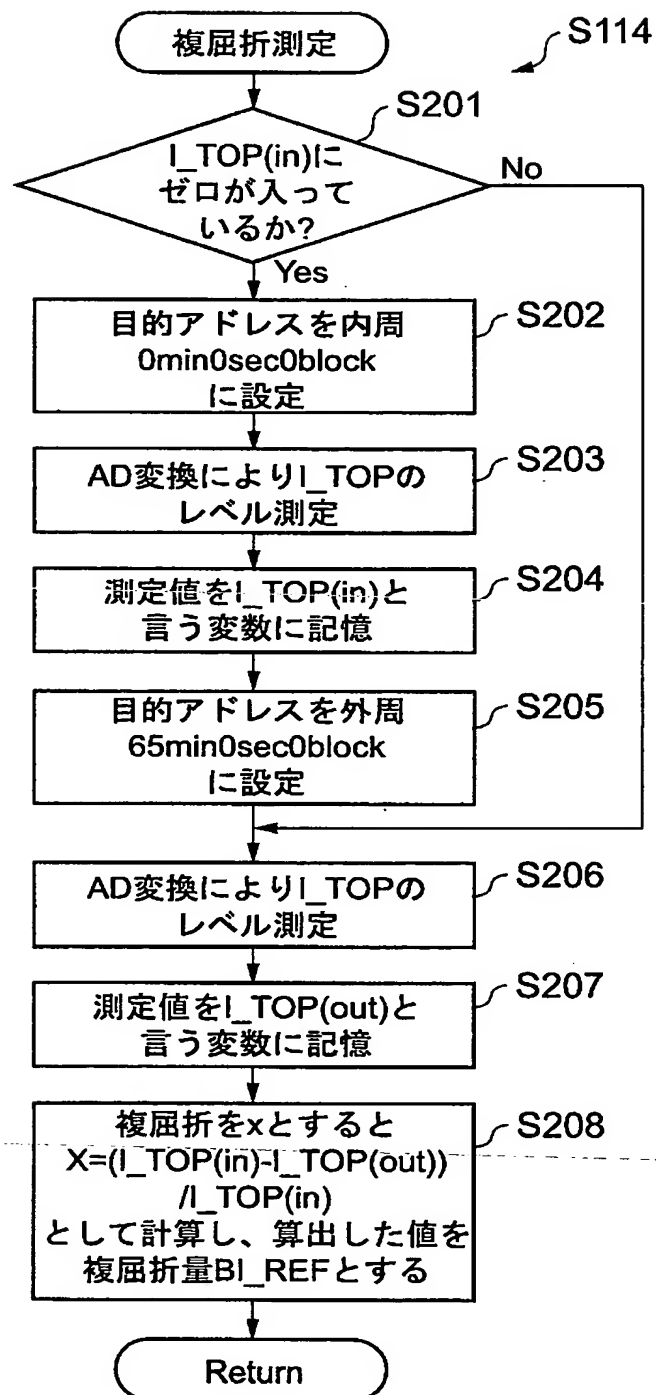 複屈折測定
S114
S201
I_TOP(in)に
ゼロが入って
いるか?
No
Yes
目的アドレスを内周
0min0sec0block
に設定
S202
AD変換によりI_TOPの
レベル測定
S203
測定値をI_TOP(in)と
言う変数に記憶
S204
目的アドレスを外周
65min0sec0block
に設定
S205
AD変換によりI_TOPの
レベル測定
S206
測定値をI_TOP(out)と
言う変数に記憶
S207
複屈折をxとすると
X=(I_TOP(in)-I_TOP(out))
/I_TOP(in)
として計算し、算出した値を
複屈折量BI_REFとする
S208
Return